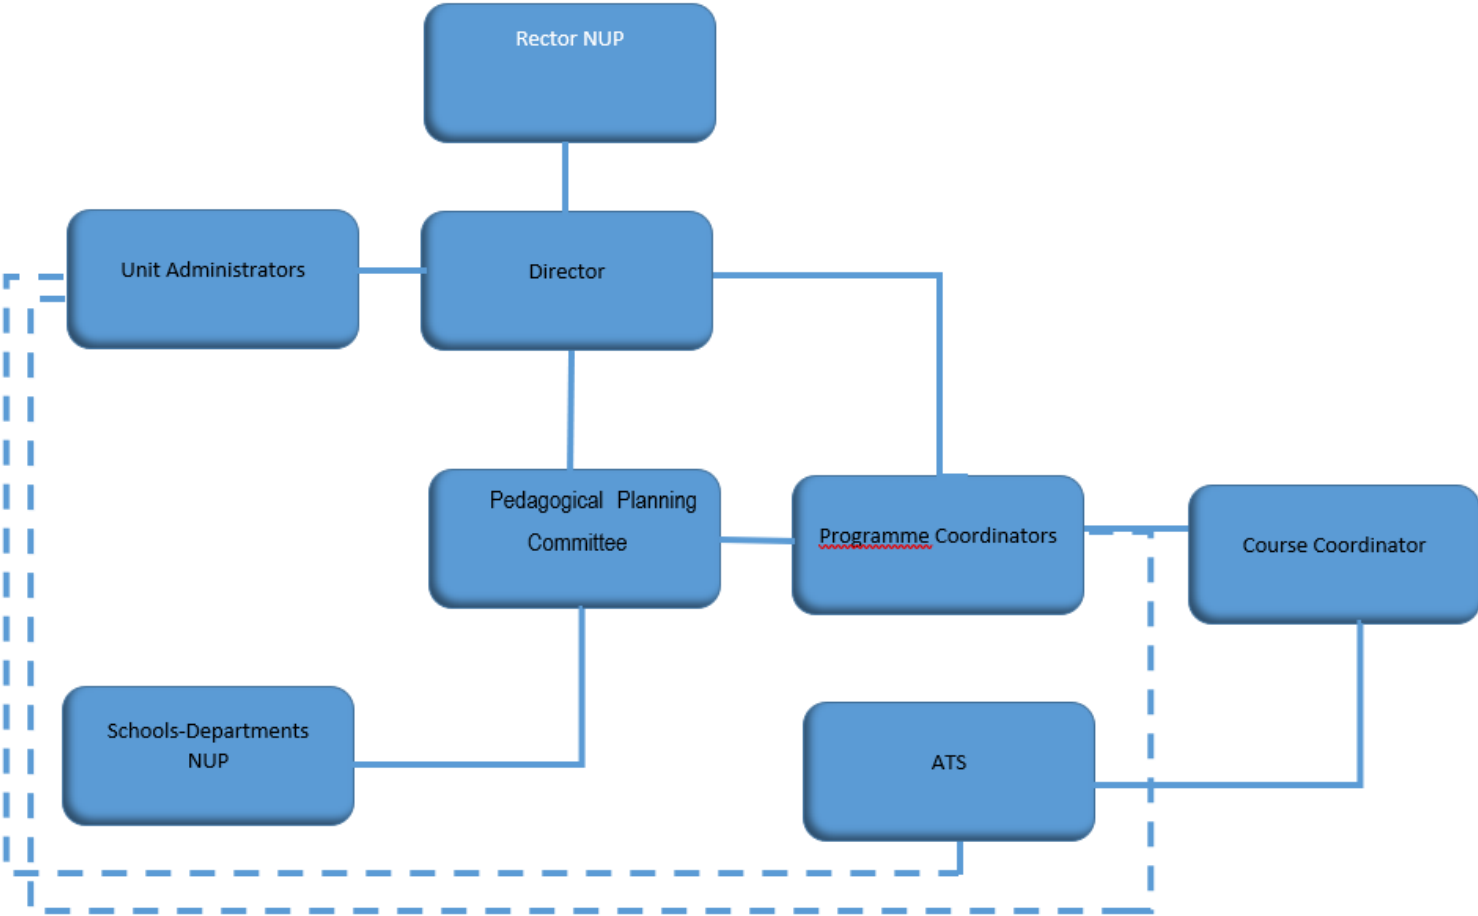 Rector NUP
Unit Administrators
Director
Pedagogical Planning
Committee
Programme Coordinators
Course Coordinator
Schools-Departments
NUP
ATS